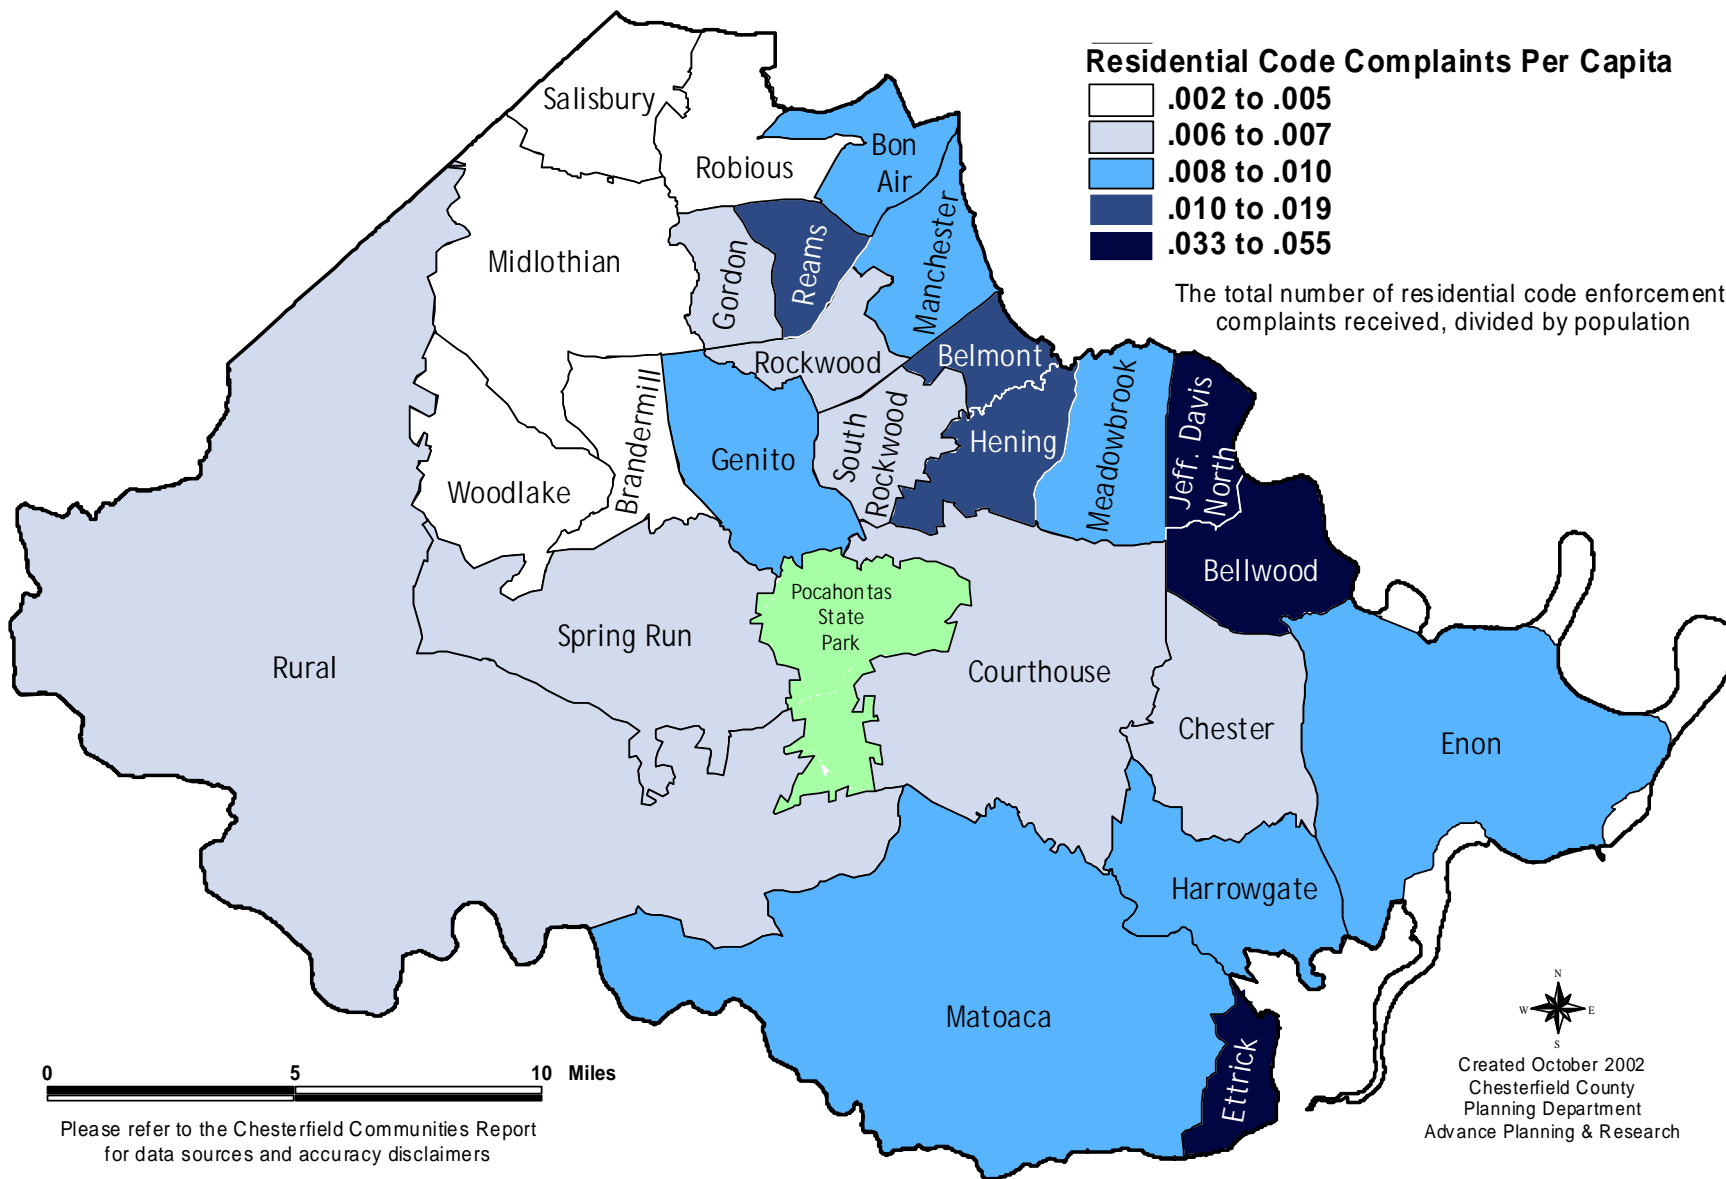 Residential Code Complaints Per Capita
.002 to .005
.006 to .007
.008 to .010
.010 to .019
.033 to .055
The total number of residential code enforcement
complaints received, divided by population
Salisbury
Robious
Bon
Air
Midlothian
Gordon
Reams
Manchester
Rockwood
Belmont
Brandermill
Genito
South
Rockwood
Hening
Meadowbrook
Jeff. Davis
North
Woodlake
Bellwood
Pocahontas
State
Park
Spring Run
Rural
Courthouse
Chester
Enon
Harrowgate
Matoaca
Ettrick
N
W
E
S
Created October 2002
Chesterfield County
Planning Department
Advance Planning & Research
0
5
10
Miles
Please refer to the Chesterfield Communities Report
for data sources and accuracy disclaimers